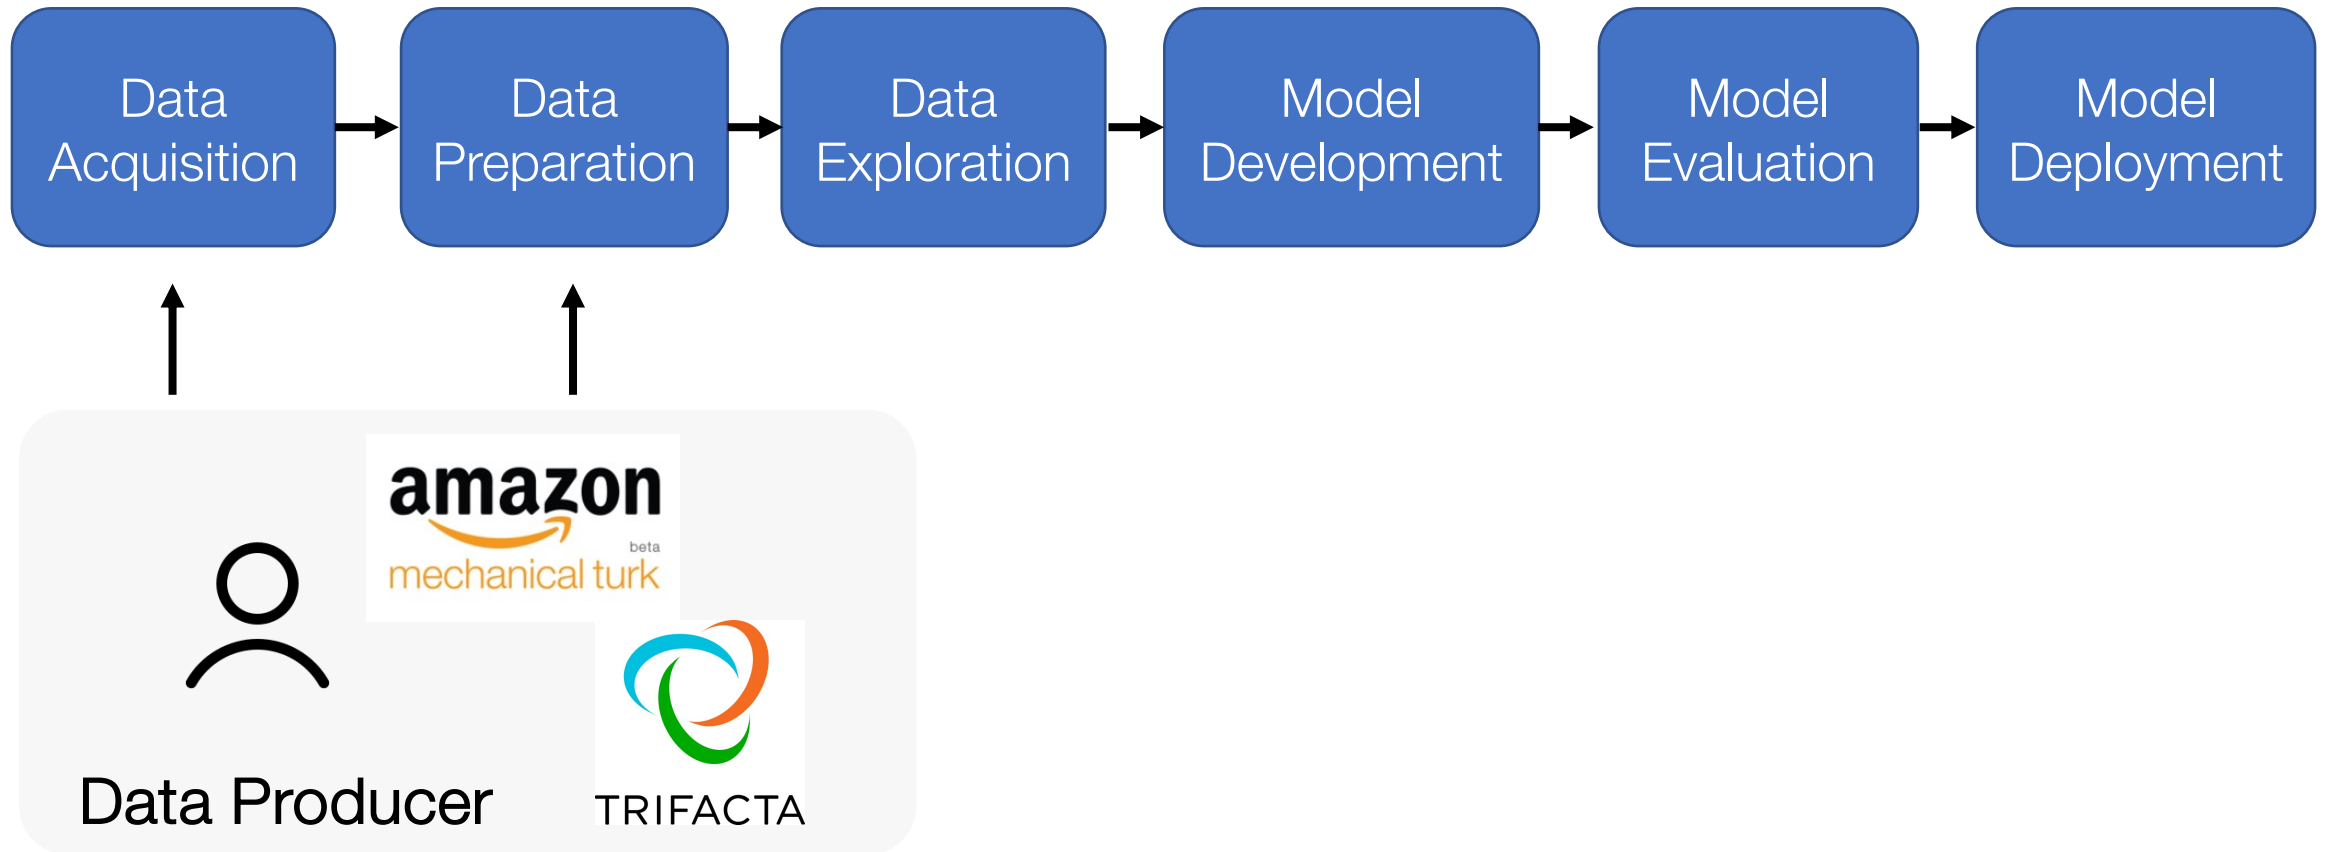 Data
Acquisition
Data
Preparation
Data
Exploration
Model
Development
Model
Evaluation
Model
Deployment
amazon
beta
mechanical turk
Data Producer
TRIFACTA